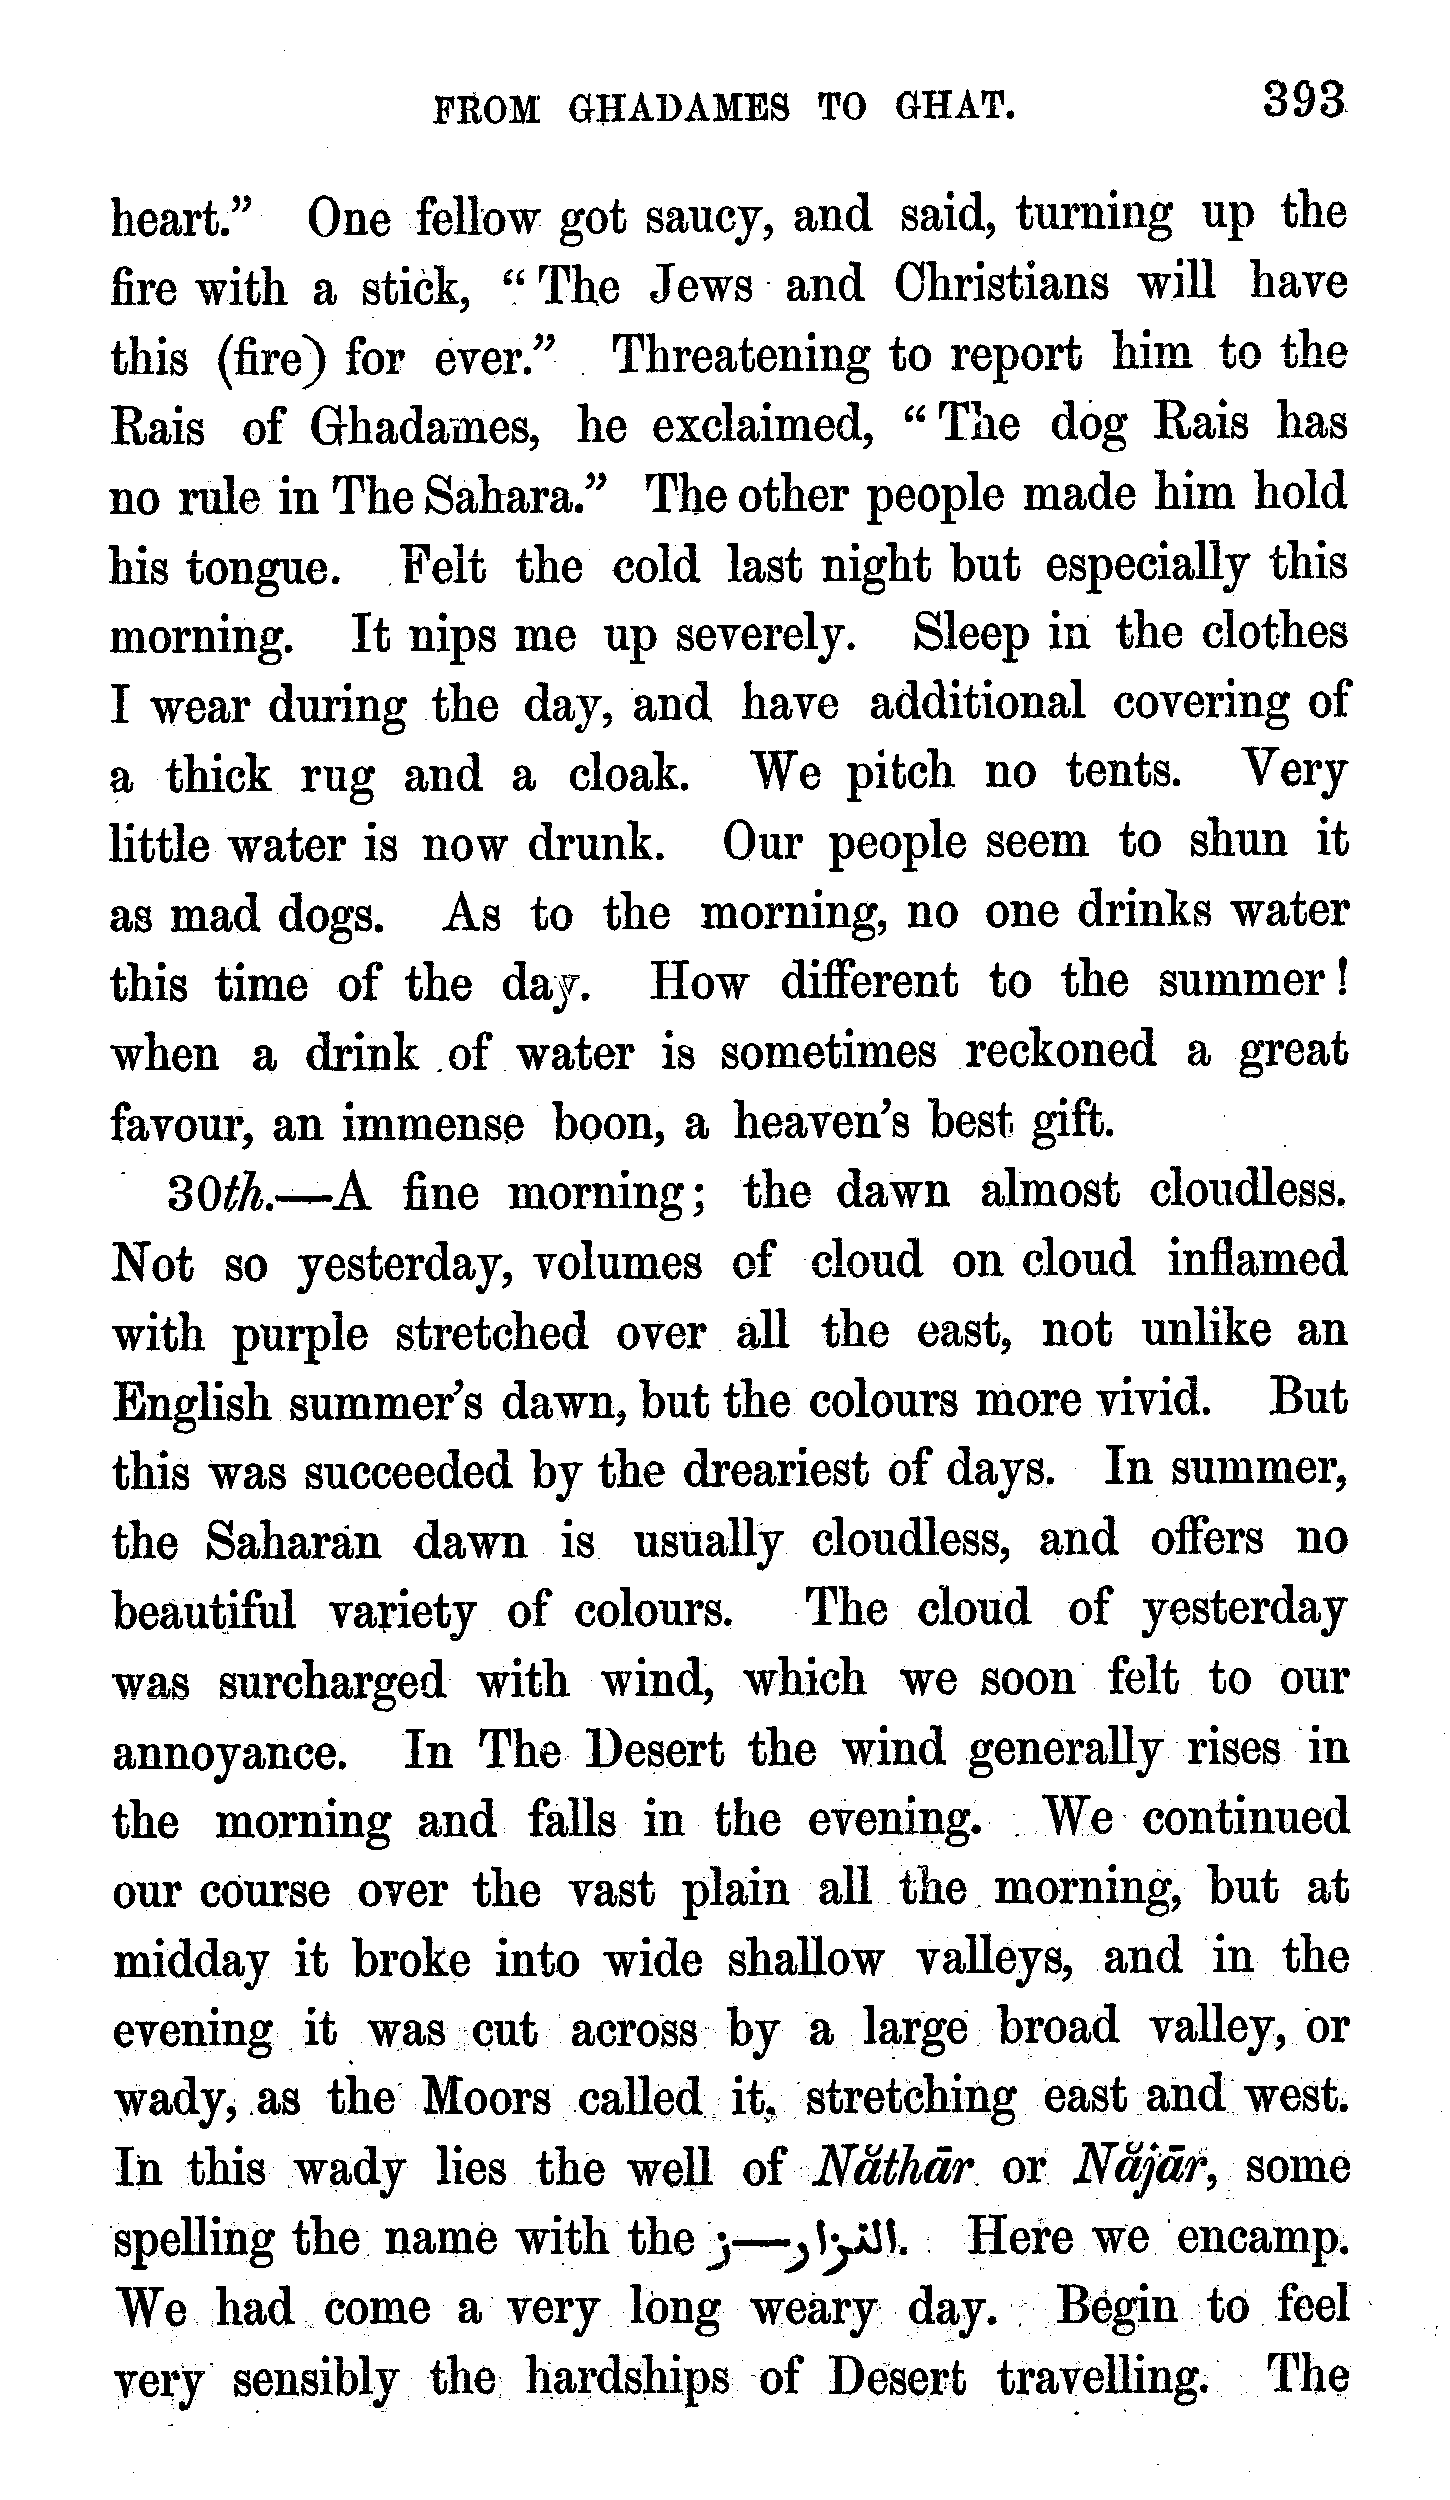 FROM GHADAMES TO GHAT. 393
heart.” One fellow got saucy, and said, turning up the
fire with a stick, “The Jews and Christians will have
this (fire) for ever.” Threatening to report him to the
Rais of Ghadames, he exclaimed, “The dog Rais has
no rule in The Sahara.” The other people made him hold
his tongue. Felt the cold last night but especially this
morning. It nips me up severely. Sleep in the clothes
I wear during the day, and have additional covering of
a thick rug and a cloak. We pitch no tents. Very
little water is now drunk. Our people seem to shun it
as mad dogs. As to the morning, no one drinks water
this time of the day. How different to the summer!
when a drink of water is sometimes reckoned a great
favour, an immense boon, a heaven’s best gift.
30th.—A fine morning; the dawn almost cloudless.
Not so yesterday, volumes of cloud on cloud inflamed
with purple stretched over all the east, not unlike an
English summer’s dawn, but the colours more vivid. But
this was succeeded by the dreariest of days. In summer,
the Saharan dawn is usually cloudless, and offers no
beautiful variety of colours. The cloud of yesterday
was surcharged with wind, which we soon felt to our
annoyance. In The Desert the wind generally rises in
the morning and falls in the evening. We continued
our course over the vast plain all the morning, but at
midday it broke into wide shallow valleys, and in the
evening it was cut across by a large broad valley, or
wady, as the Moors called it, stretching east and west.
In this wady lies the well of Năthār or Năjār, some
spelling the name with the ز—النزار. Here we encamp.
We had come a very long weary day. Begin to feel
very sensibly the hardships of Desert travelling. The